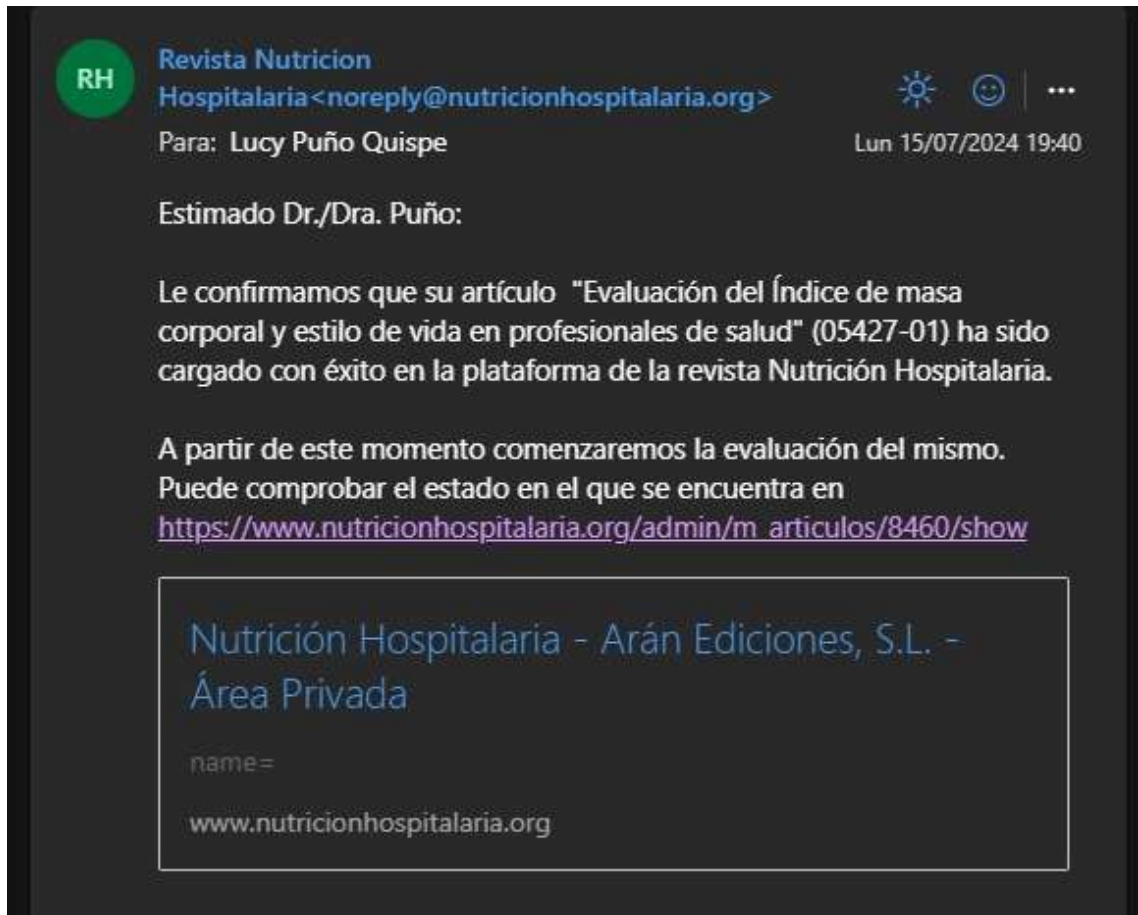 RH
Revista Nutricion
Hospitalaria<noreply@nutricionhospitalaria.org>
Para: Lucy Puño Quispe
Lun 15/07/2024 19:40
Estimado Dr./Dra. Puño:
Le confirmamos que su artículo "Evaluación del Índice de masa
corporal y estilo de vida en profesionales de salud" (05427-01) ha sido
cargado con éxito en la plataforma de la revista Nutrición Hospitalaria.
A partir de este momento comenzaremos la evaluación del mismo.
Puede comprobar el estado en el que se encuentra en
https://www.nutricionhospitalaria.org/admin/m_articulos/8460/show
Nutrición Hospitalaria - Arán Ediciones, S.L. -
Área Privada
name=
www.nutricionhospitalaria.org